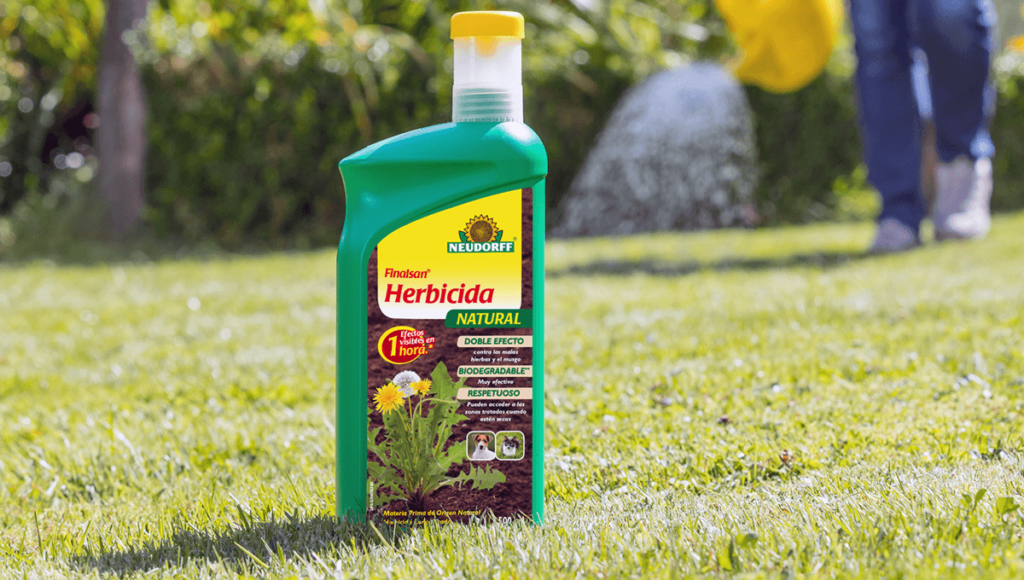 NEUDORFF®
Finalsan®
Herbicida
NATURAL
1 Efectos
visibles en
hora.*
DOBLE EFECTO
contra las malas
hierbas y el musgo
BIODEGRADABLE**
Muy efectivo
RESPETUOSO
Pueden acceder a las
zonas tratadas cuando
estén secas
Materia Prima de Origen Natural